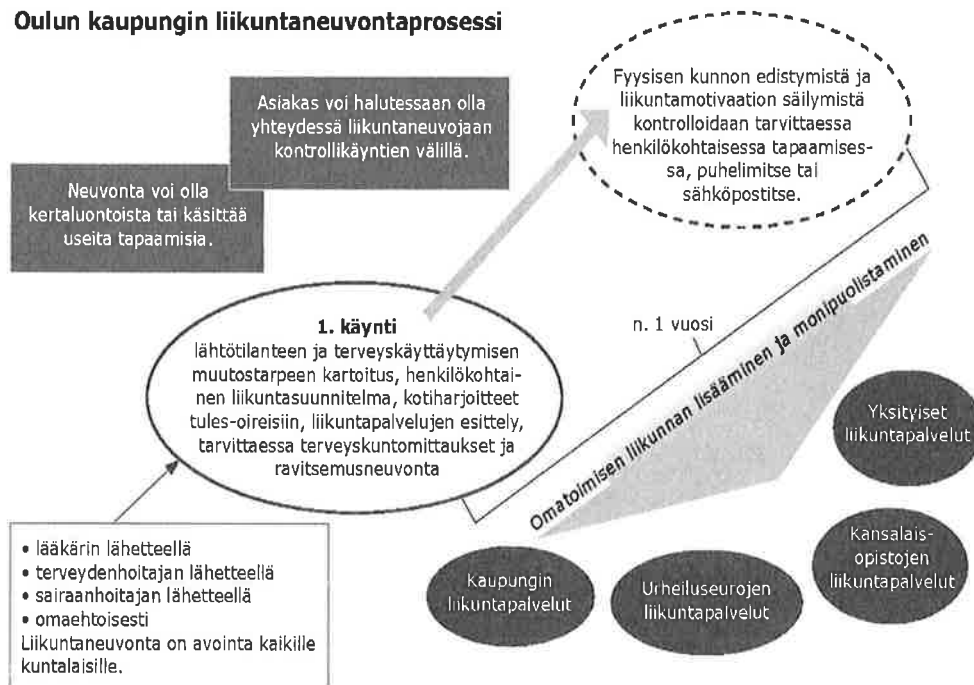 Oulun kaupungin liikuntaneuvontaprosessi
Asiakas voi halutessaan olla
yhteydessä liikuntaneuvojaan
kontrollikäyntien välillä.
Neuvonta voi olla
kertaluontoista tai käsittää
useita tapaamisia.
Fyysisen kunnon edistymistä ja
liikuntamotivaation säilymistä
kontrolloidaan tarvittaessa
henkilökohtaisessa tapaamises-
sa, puhelimitse tai
sähköpostitse.
1. käynti
lähtötilanteen ja terveyskäyttäytymisen
muutostarpeen kartoitus, henkilökohtai-
nen liikuntasuunnitelma, kotiharjoitteet
tules-oireisiin, liikuntapalvelujen esittely,
tarvittaessa terveyskuntomittaukset ja
ravitsemusneuvonta
n. 1 vuosi
Omatoimisen liikunnan lisääminen ja monipuolistaminen
• lääkärin lähetteellä
• terveydenhoitajan lähetteellä
• sairaanhoitajan lähetteellä
• omaehtoisesti
Liikuntaneuvonta on avointa kaikille
kuntalaisille.
Kaupungin
liikuntapalvelut
Urheiluseurojen
liikuntapalvelut
Kansalais-
opistojen
liikuntapalvelut
Yksityiset
liikuntapalvelut